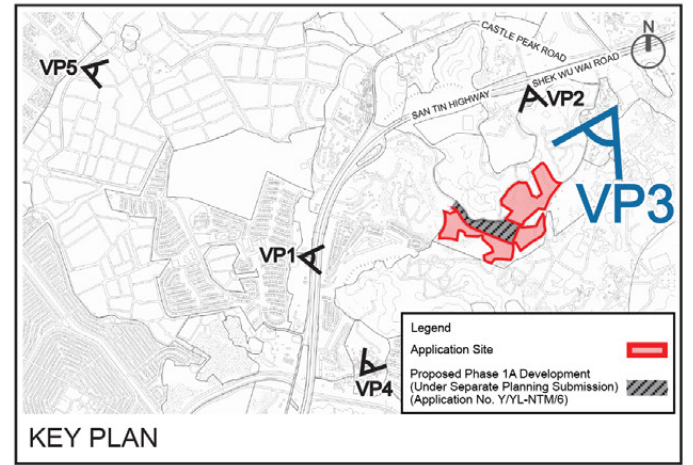 N
CASTLE PEAK ROAD
SHEK WU WAI ROAD
SAN TIN HIGHWAY
VP5
VP2
VP3
VP1
VP4
Legend
Application Site
Proposed Phase 1A Development
(Under Separate Planning Submission)
(Application No. Y/YL-NTM/6)
KEY PLAN